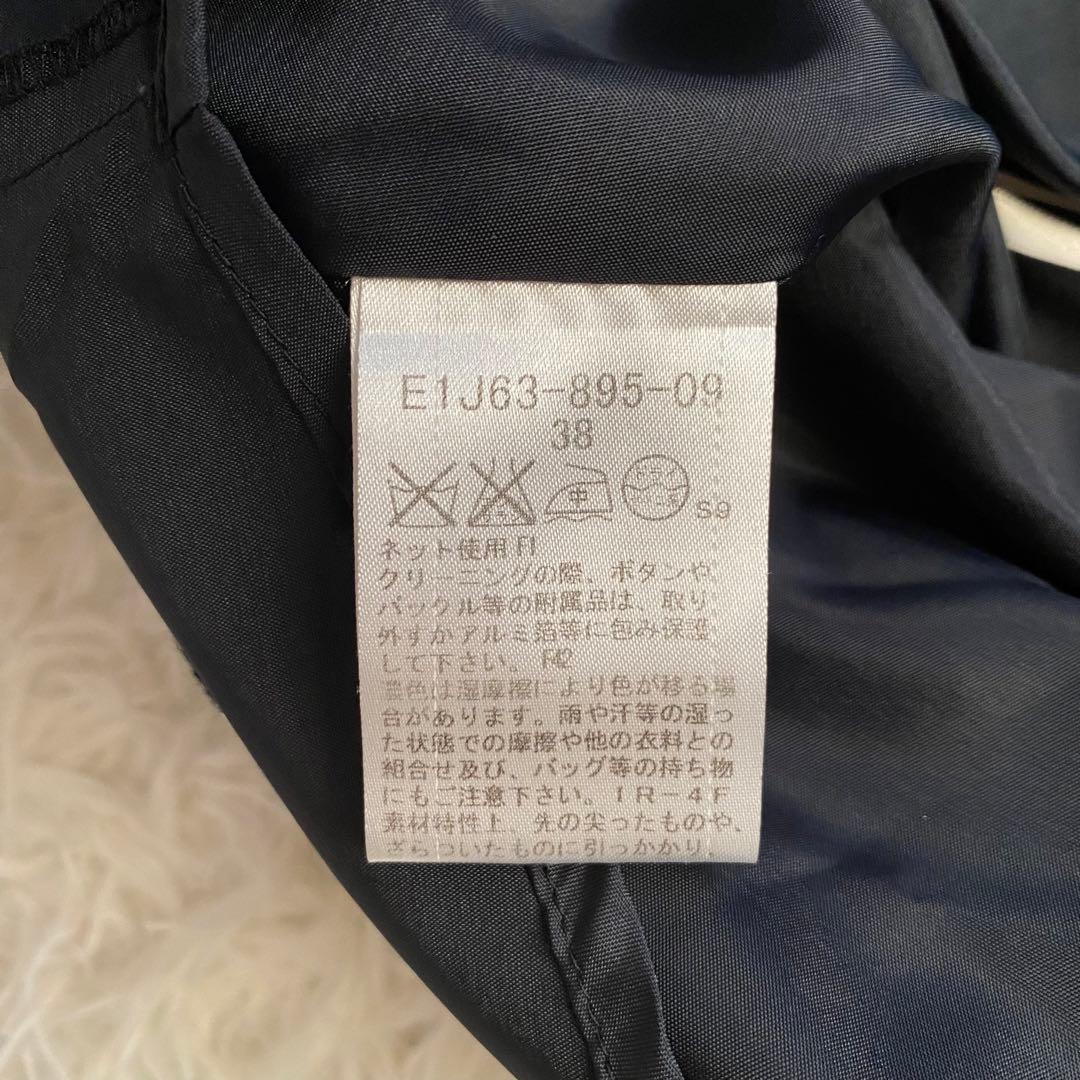 E1J63-895-09
38
中
ドライ
S9
ネット使用 F1
クリーニングの際、ボタンや
バックル等の附属品は、取り
外すかアルミ箔等に包み保護
して下さい。 F42
濃色は湿摩擦により色が移る場
合があります。雨や汗等の湿っ
た状態での摩擦や他の衣料との
組合せ及び、バッグ等の持ち物
にもご注意下さい。IR-4F
素材特性上、先の尖ったものや、
ざらついたものに引っかかり、